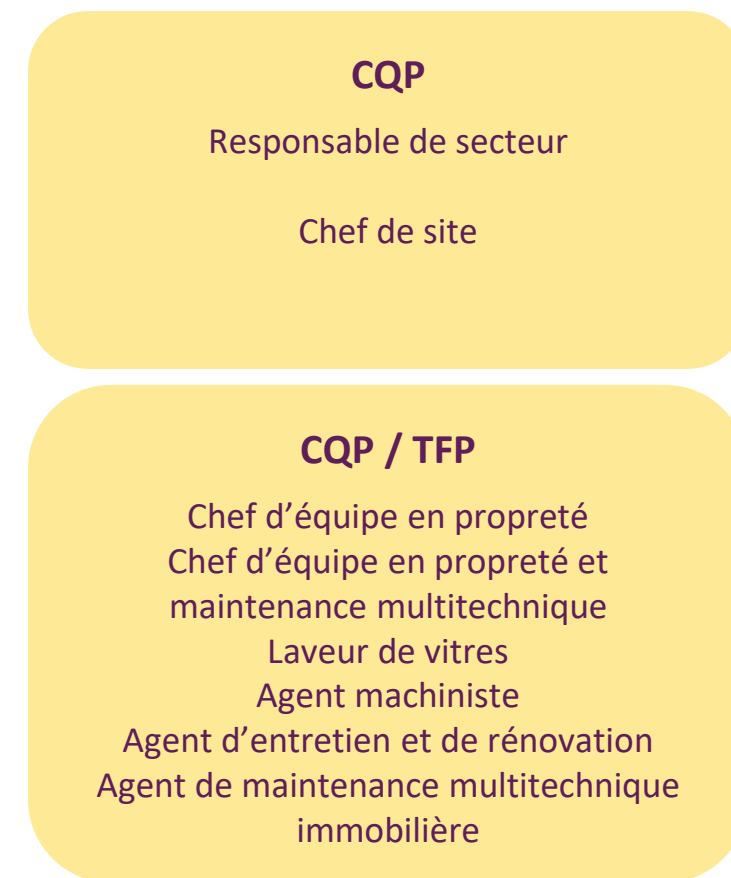 CQP
Responsable de secteur
Chef de site
CQP / TFP
Chef d’équipe en propreté
Chef d’équipe en propreté et
maintenance multitechnique
Laveur de vitres
Agent machiniste
Agent d’entretien et de rénovation
Agent de maintenance multitechnique
immobilière